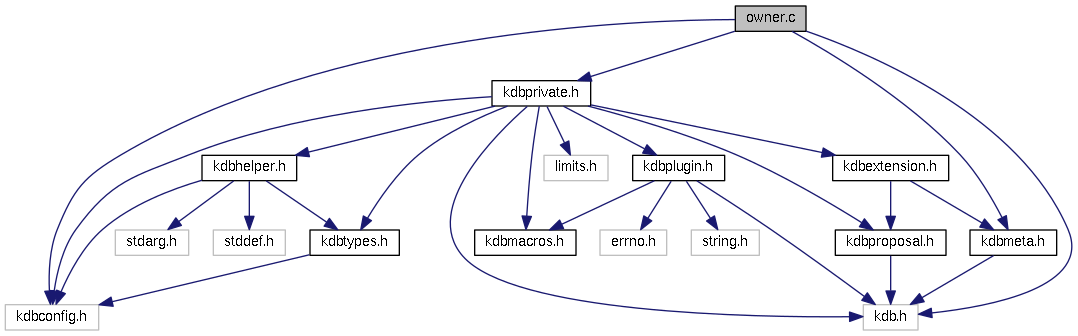 owner.c
kdbprivate.h
kdbhelper.h
limits.h
kdbplugin.h
kdbextension.h
stdarg.h
stddef.h
kdbtypes.h
kdbmacros.h
errno.h
string.h
kdbproposal.h
kdbmeta.h
kdbconfig.h
kdb.h